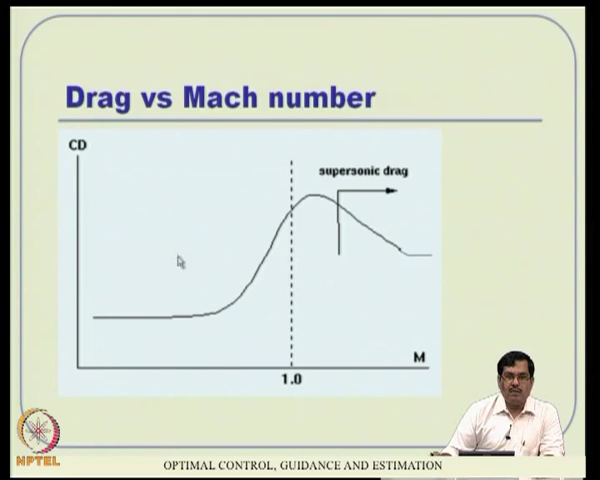 Drag vs Mach number
CD
supersonic drag
M
1.0
NPTEL
OPTIMAL CONTROL, GUIDANCE AND ESTIMATION